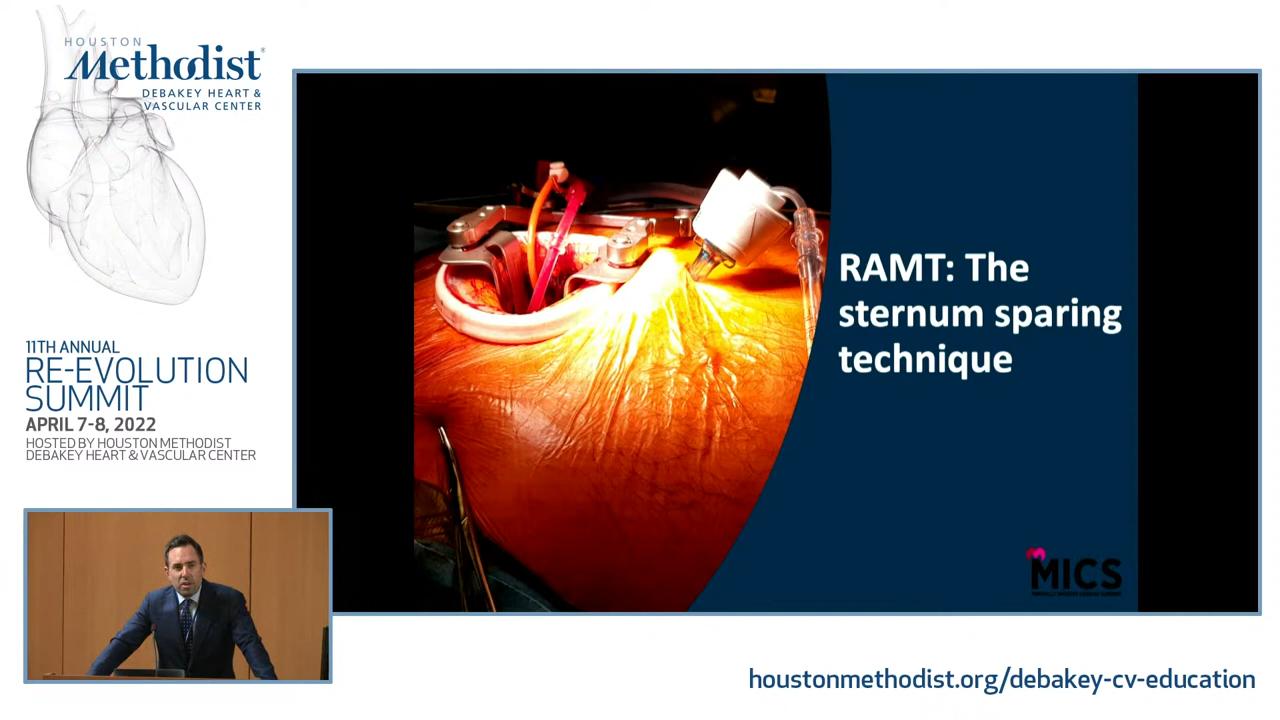 HOUSTON
Methodist
DEBAKEY HEART &
VASCULAR CENTER
11TH ANNUAL
RE-EVOLUTION
SUMMIT
APRIL 7-8, 2022
HOSTED BY HOUSTON METHODIST
DEBAKEY HEART & VASCULAR CENTER
RAMT: The
sternum sparing
technique
MICS
houstonmethodist.org/debakey-cv-education